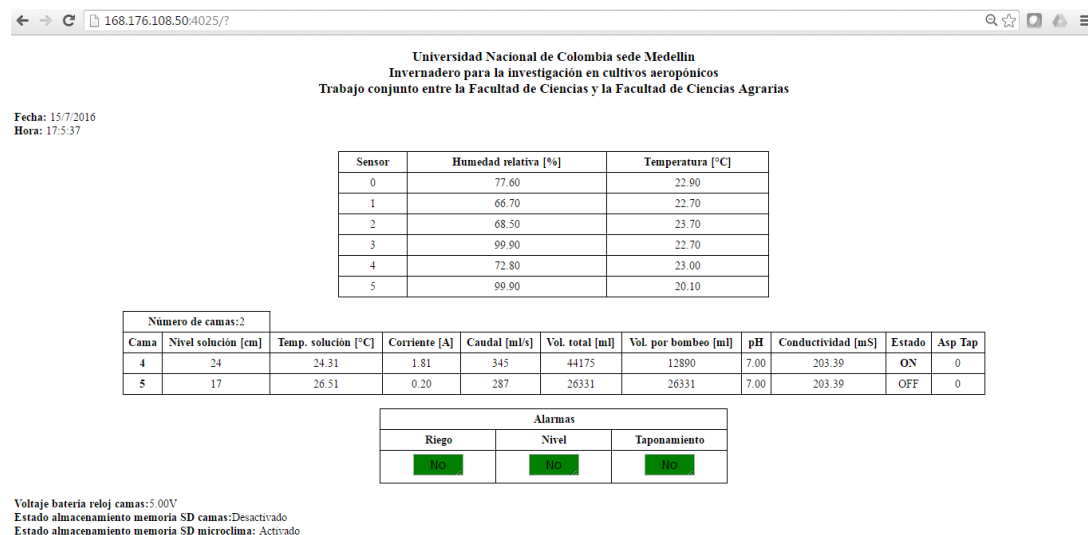 168.176.108.50:4025/?
Universidad Nacional de Colombia sede Medellín
Invernadero para la investigación en cultivos aeropónicos
Trabajo conjunto entre la Facultad de Ciencias y la Facultad de Ciencias Agrarias
Fecha: 15/7/2016
Hora: 17:5:37
Sensor Humedad relativa [%] Temperatura [°C]
0 77.60 22.90
1 66.70 22.70
2 68.50 23.70
3 99.90 22.70
4 72.80 23.00
5 99.90 20.10
Número de camas:2
Cama Nivel solución [cm] Temp. solución [°C] Corriente [A] Caudal [ml/s] Vol. total [ml] Vol. por bombeo [ml] pH Conductividad [mS] Estado Asp Tap
4 24 24.31 1.81 345 44175 12890 7.00 203.39 ON 0
5 17 26.51 0.20 287 26331 26331 7.00 203.39 OFF 0
Alarmas
Riego Nivel Taponamiento
No No No
Voltaje bateria reloj camas:5.00V
Estado almacenamiento memoria SD camas:Desactivado
Estado almacenamiento memoria SD microclima: Activado